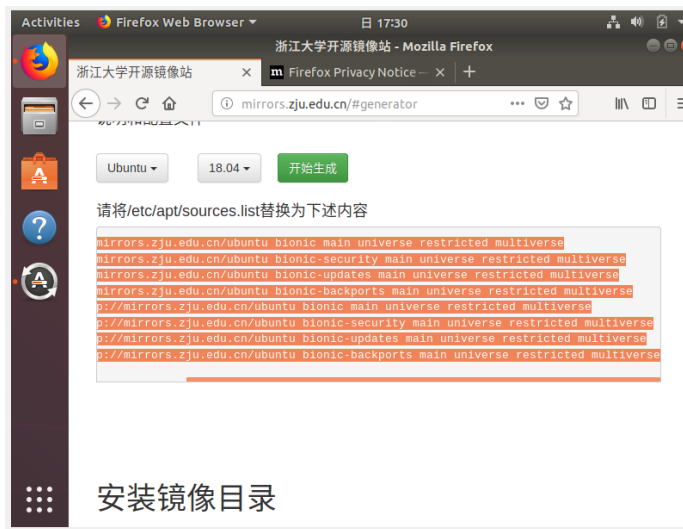 Activities Firefox Web Browser 日 17:30
浙江大学开源镜像站 - Mozilla Firefox
浙江大学开源镜像站 Firefox Privacy Notice —
mirrors.zju.edu.cn/#generator
Ubuntu 18.04 开始生成
请将/etc/apt/sources.list替换为下述内容
mirrors.zju.edu.cn/ubuntu bionic main universe restricted multiverse
mirrors.zju.edu.cn/ubuntu bionic-security main universe restricted multiverse
mirrors.zju.edu.cn/ubuntu bionic-updates main universe restricted multiverse
mirrors.zju.edu.cn/ubuntu bionic-backports main universe restricted multiverse
p://mirrors.zju.edu.cn/ubuntu bionic main universe restricted multiverse
p://mirrors.zju.edu.cn/ubuntu bionic-security main universe restricted multiverse
p://mirrors.zju.edu.cn/ubuntu bionic-updates main universe restricted multiverse
p://mirrors.zju.edu.cn/ubuntu bionic-backports main universe restricted multiverse
安装镜像目录